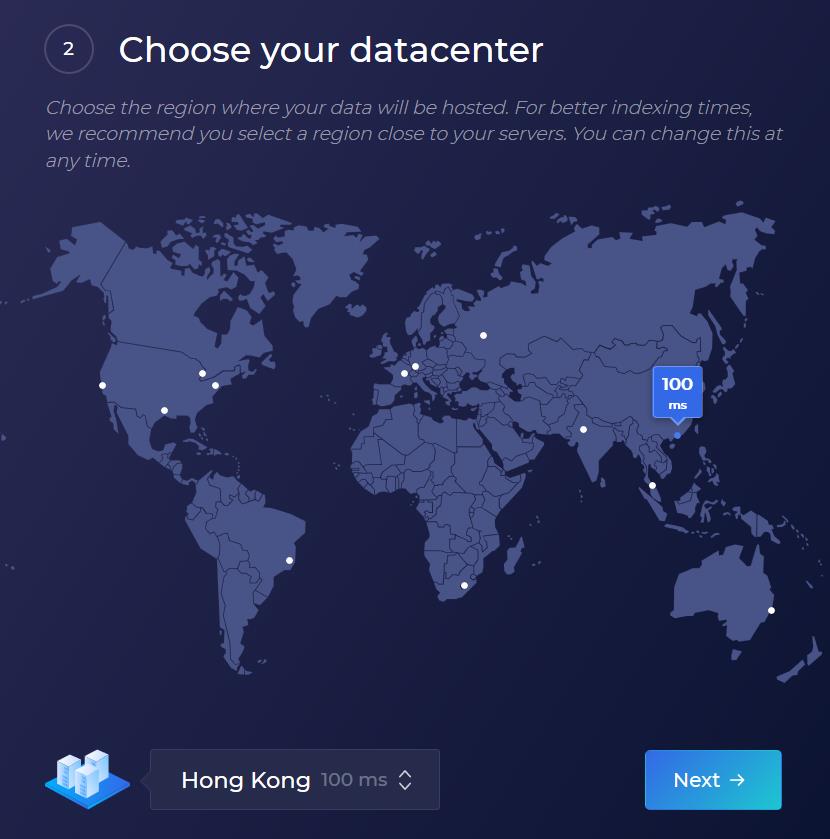 2
Choose your datacenter
Choose the region where your data will be hosted. For better indexing times,
we recommend you select a region close to your servers. You can change this at
any time.
100
ms
Hong Kong 100 ms
Next →